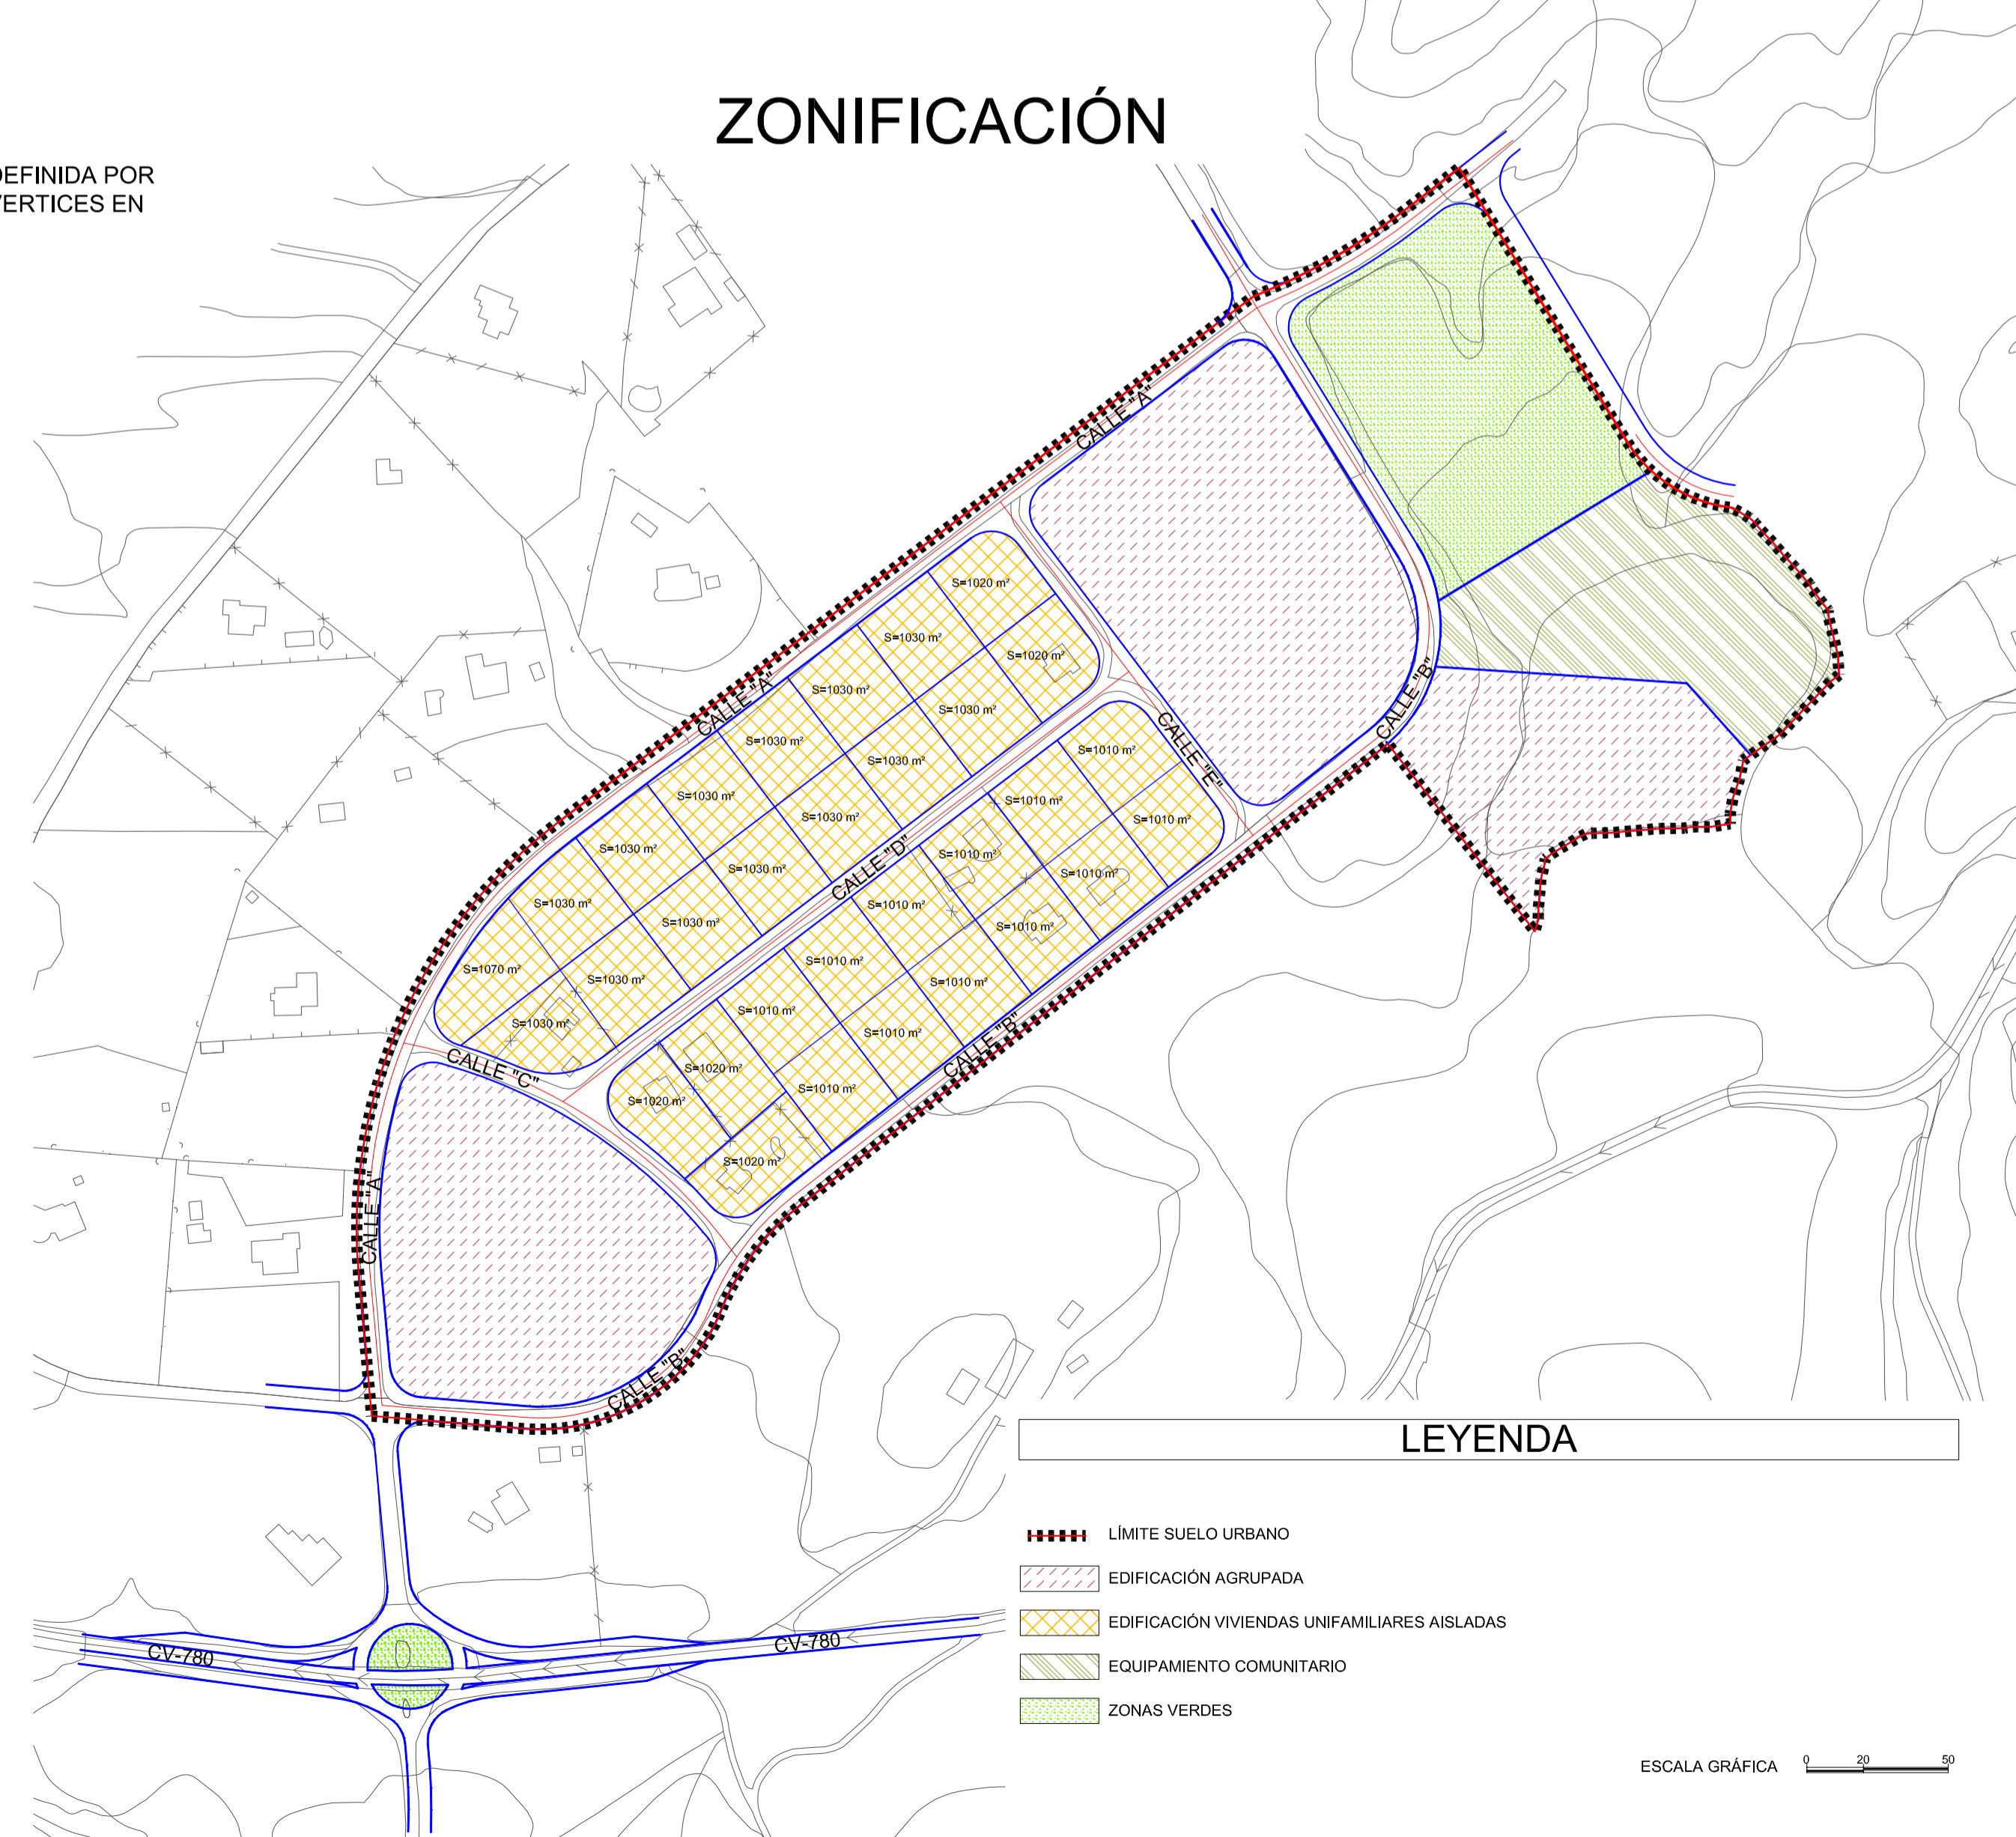 ZONIFICACIÓN
DEFINIDA POR
VERTICES EN
CALLE "A"
S=1020 m²
S=1030 m²
S=1020 m²
S=1030 m²
CALLE "A"
S=1030 m²
CALLE "B"
S=1030 m²
CALLE "E"
S=1010 m²
S=1030 m²
S=1030 m²
S=1010 m²
S=1030 m²
S=1010 m²
S=1030 m²
CALLE "D"
S=1010 m²
S=1030 m²
S=1010 m²
S=1030 m²
S=1010 m²
S=1030 m²
S=1010 m²
S=1070 m²
S=1010 m²
S=1030 m²
S=1010 m²
S=1010 m²
S=1030 m²
S=1010 m²
CALLE "B"
CALLE "C"
S=1020 m²
S=1010 m²
S=1020 m²
S=1020 m²
CALLE "A"
CALLE "B"
LEYENDA
LÍMITE SUELO URBANO
EDIFICACIÓN AGRUPADA
EDIFICACIÓN VIVIENDAS UNIFAMILIARES AISLADAS
EQUIPAMIENTO COMUNITARIO
ZONAS VERDES
CV-780
CV-780
ESCALA GRÁFICA
0 20 50